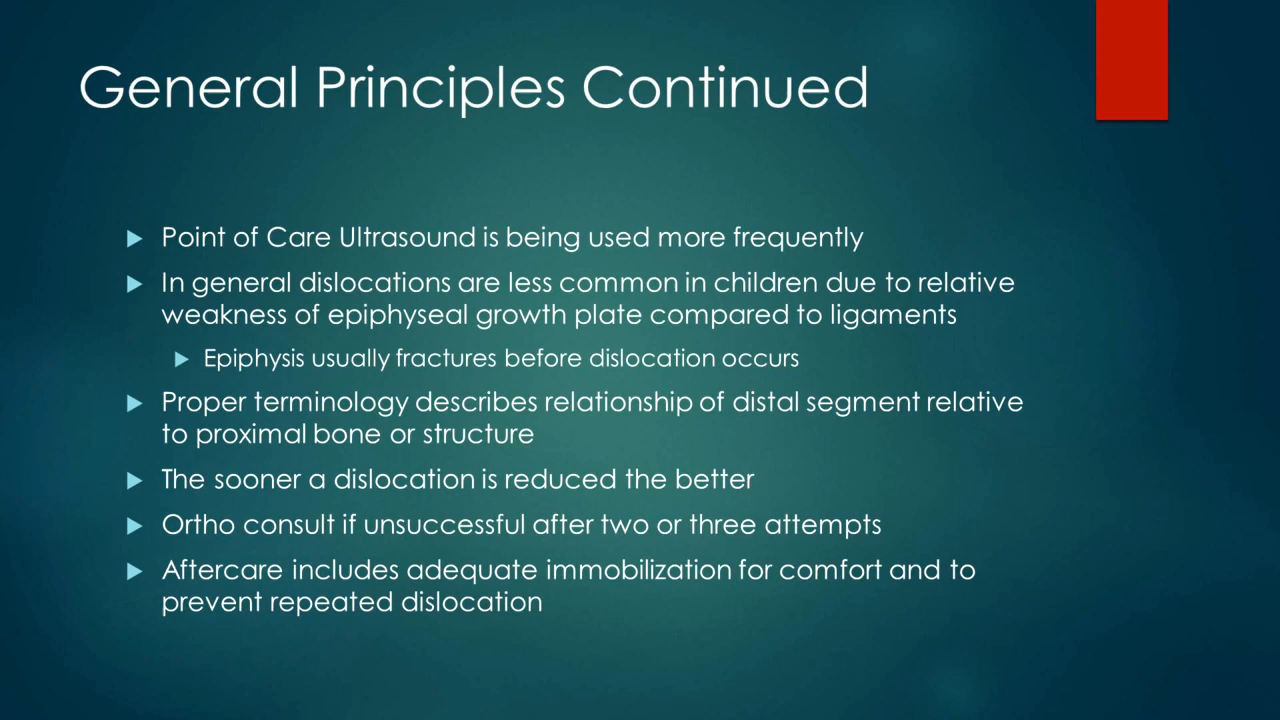 General Principles Continued
Point of Care Ultrasound is being used more frequently
In general dislocations are less common in children due to relative
weakness of epiphyseal growth plate compared to ligaments
Epiphysis usually fractures before dislocation occurs
Proper terminology describes relationship of distal segment relative
to proximal bone or structure
The sooner a dislocation is reduced the better
Ortho consult if unsuccessful after two or three attempts
Aftercare includes adequate immobilization for comfort and to
prevent repeated dislocation